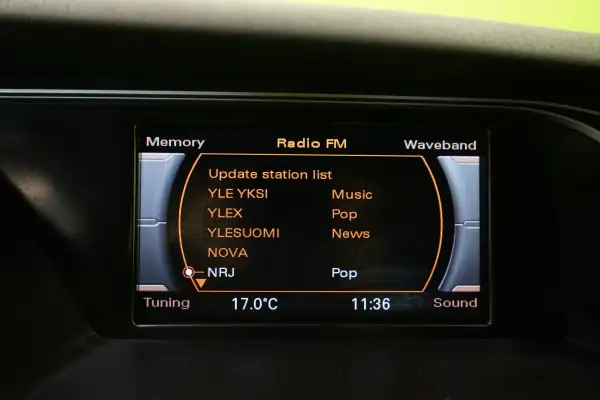 Memory Radio FM Waveband
Update station list
YLE YKSI Music
YLEX Pop
YLESUOMI News
NOVA
NRJ Pop
Tuning 17.0°C 11:36 Sound